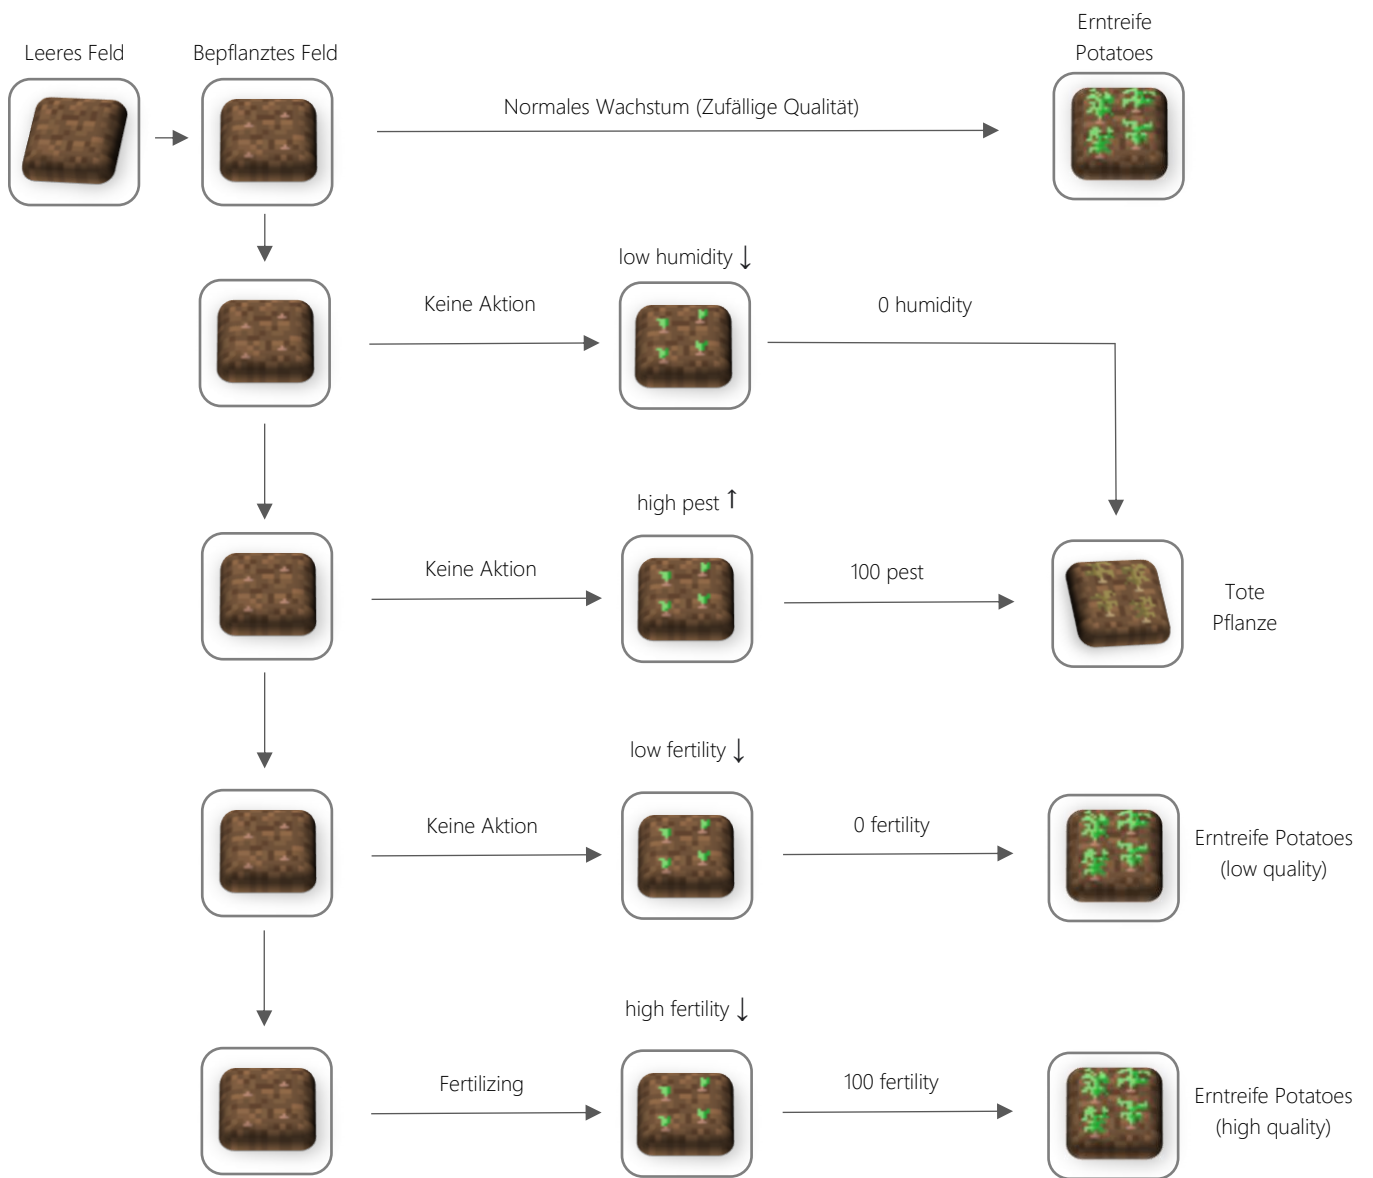 Leeres Feld
Bepflanztes Feld
Erntreife
Potatoes
Normales Wachstum (Zufällige Qualität)
low humidity ↓
Keine Aktion
0 humidity
high pest ↑
Keine Aktion
100 pest
Tote
Pflanze
low fertility ↓
Keine Aktion
0 fertility
Erntreife Potatoes
(low quality)
high fertility ↓
Fertilizing
100 fertility
Erntreife Potatoes
(high quality)